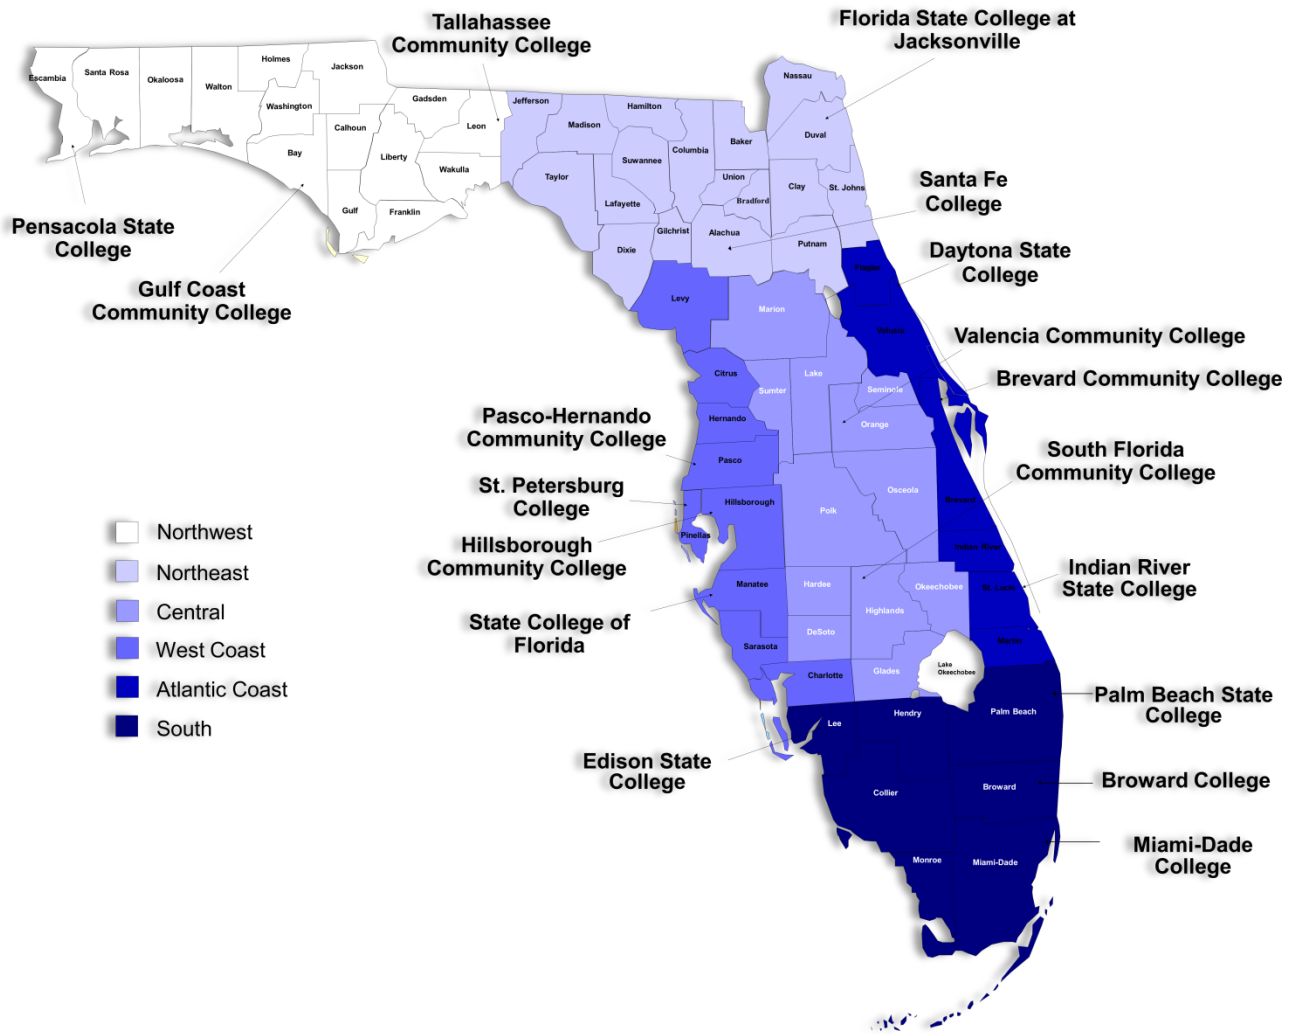 Tallahassee
Community College
Florida State College at
Jacksonville
Escambia
Santa Rosa
Okaloosa
Walton
Holmes
Jackson
Washington
Bay
Calhoun
Gulf
Liberty
Franklin
Gadsden
Leon
Wakulla
Jefferson
Madison
Hamilton
Taylor
Lafayette
Suwannee
Columbia
Dixie
Gilchrist
Baker
Union
Bradford
Alachua
Nassau
Duval
Clay
St. Johns
Putnam
Pensacola State
College
Gulf Coast
Community College
Santa Fe
College
Daytona State
College
Valencia Community College
Brevard Community College
South Florida
Community College
Flagler
Volusia
Levy
Marion
Citrus
Sumter
Lake
Seminole
Orange
Hernando
Pasco
Hillsborough
Pinellas
Polk
Osceola
Brevard
Indian River
Pasco-Hernando
Community College
St. Petersburg
College
Hillsborough
Community College
State College of
Florida
Manatee
Hardee
Highlands
Okeechobee
St. Lucie
Sarasota
DeSoto
Martin
Charlotte
Glades
Lake
Okeechobee
Indian River
State College
Palm Beach State
College
Broward College
Miami-Dade
College
Edison State
College
Lee
Hendry
Palm Beach
Collier
Broward
Monroe
Miami-Dade
Northwest
Northeast
Central
West Coast
Atlantic Coast
South